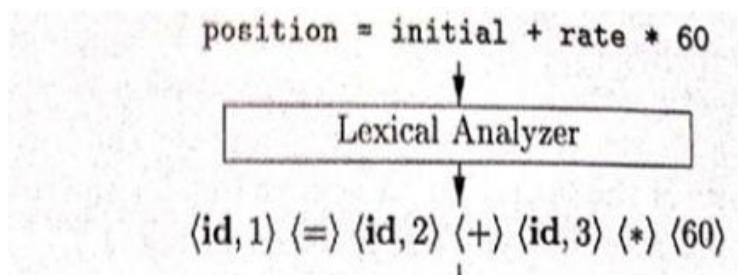 position = initial + rate * 60
Lexical Analyzer
⟨id, 1⟩ ⟨=⟩ ⟨id, 2⟩ ⟨+⟩ ⟨id, 3⟩ ⟨*⟩ ⟨60⟩